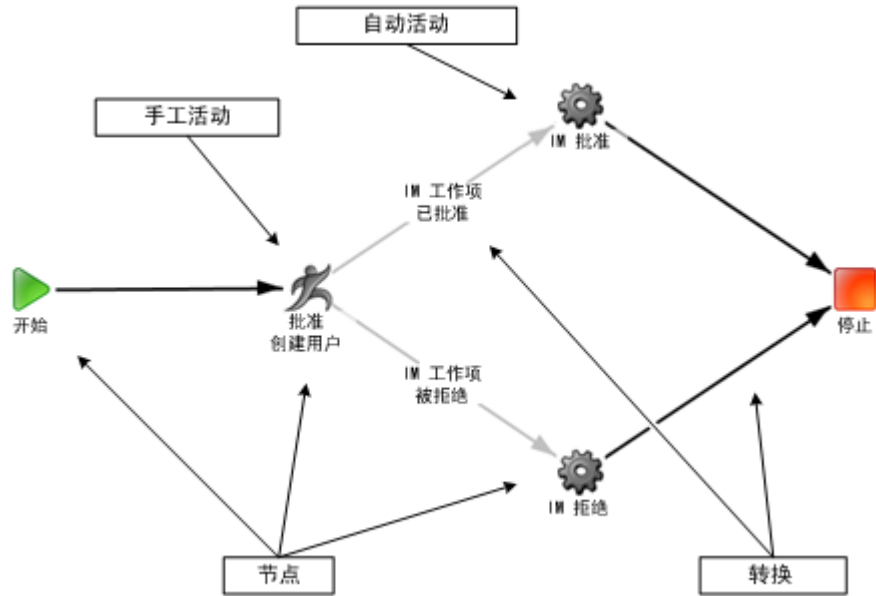 自动活动
手工活动
IM 批准
IM 工作项
已批准
开始
批准
创建用户
停止
IM 工作项
被拒绝
IM 拒绝
节点
转换